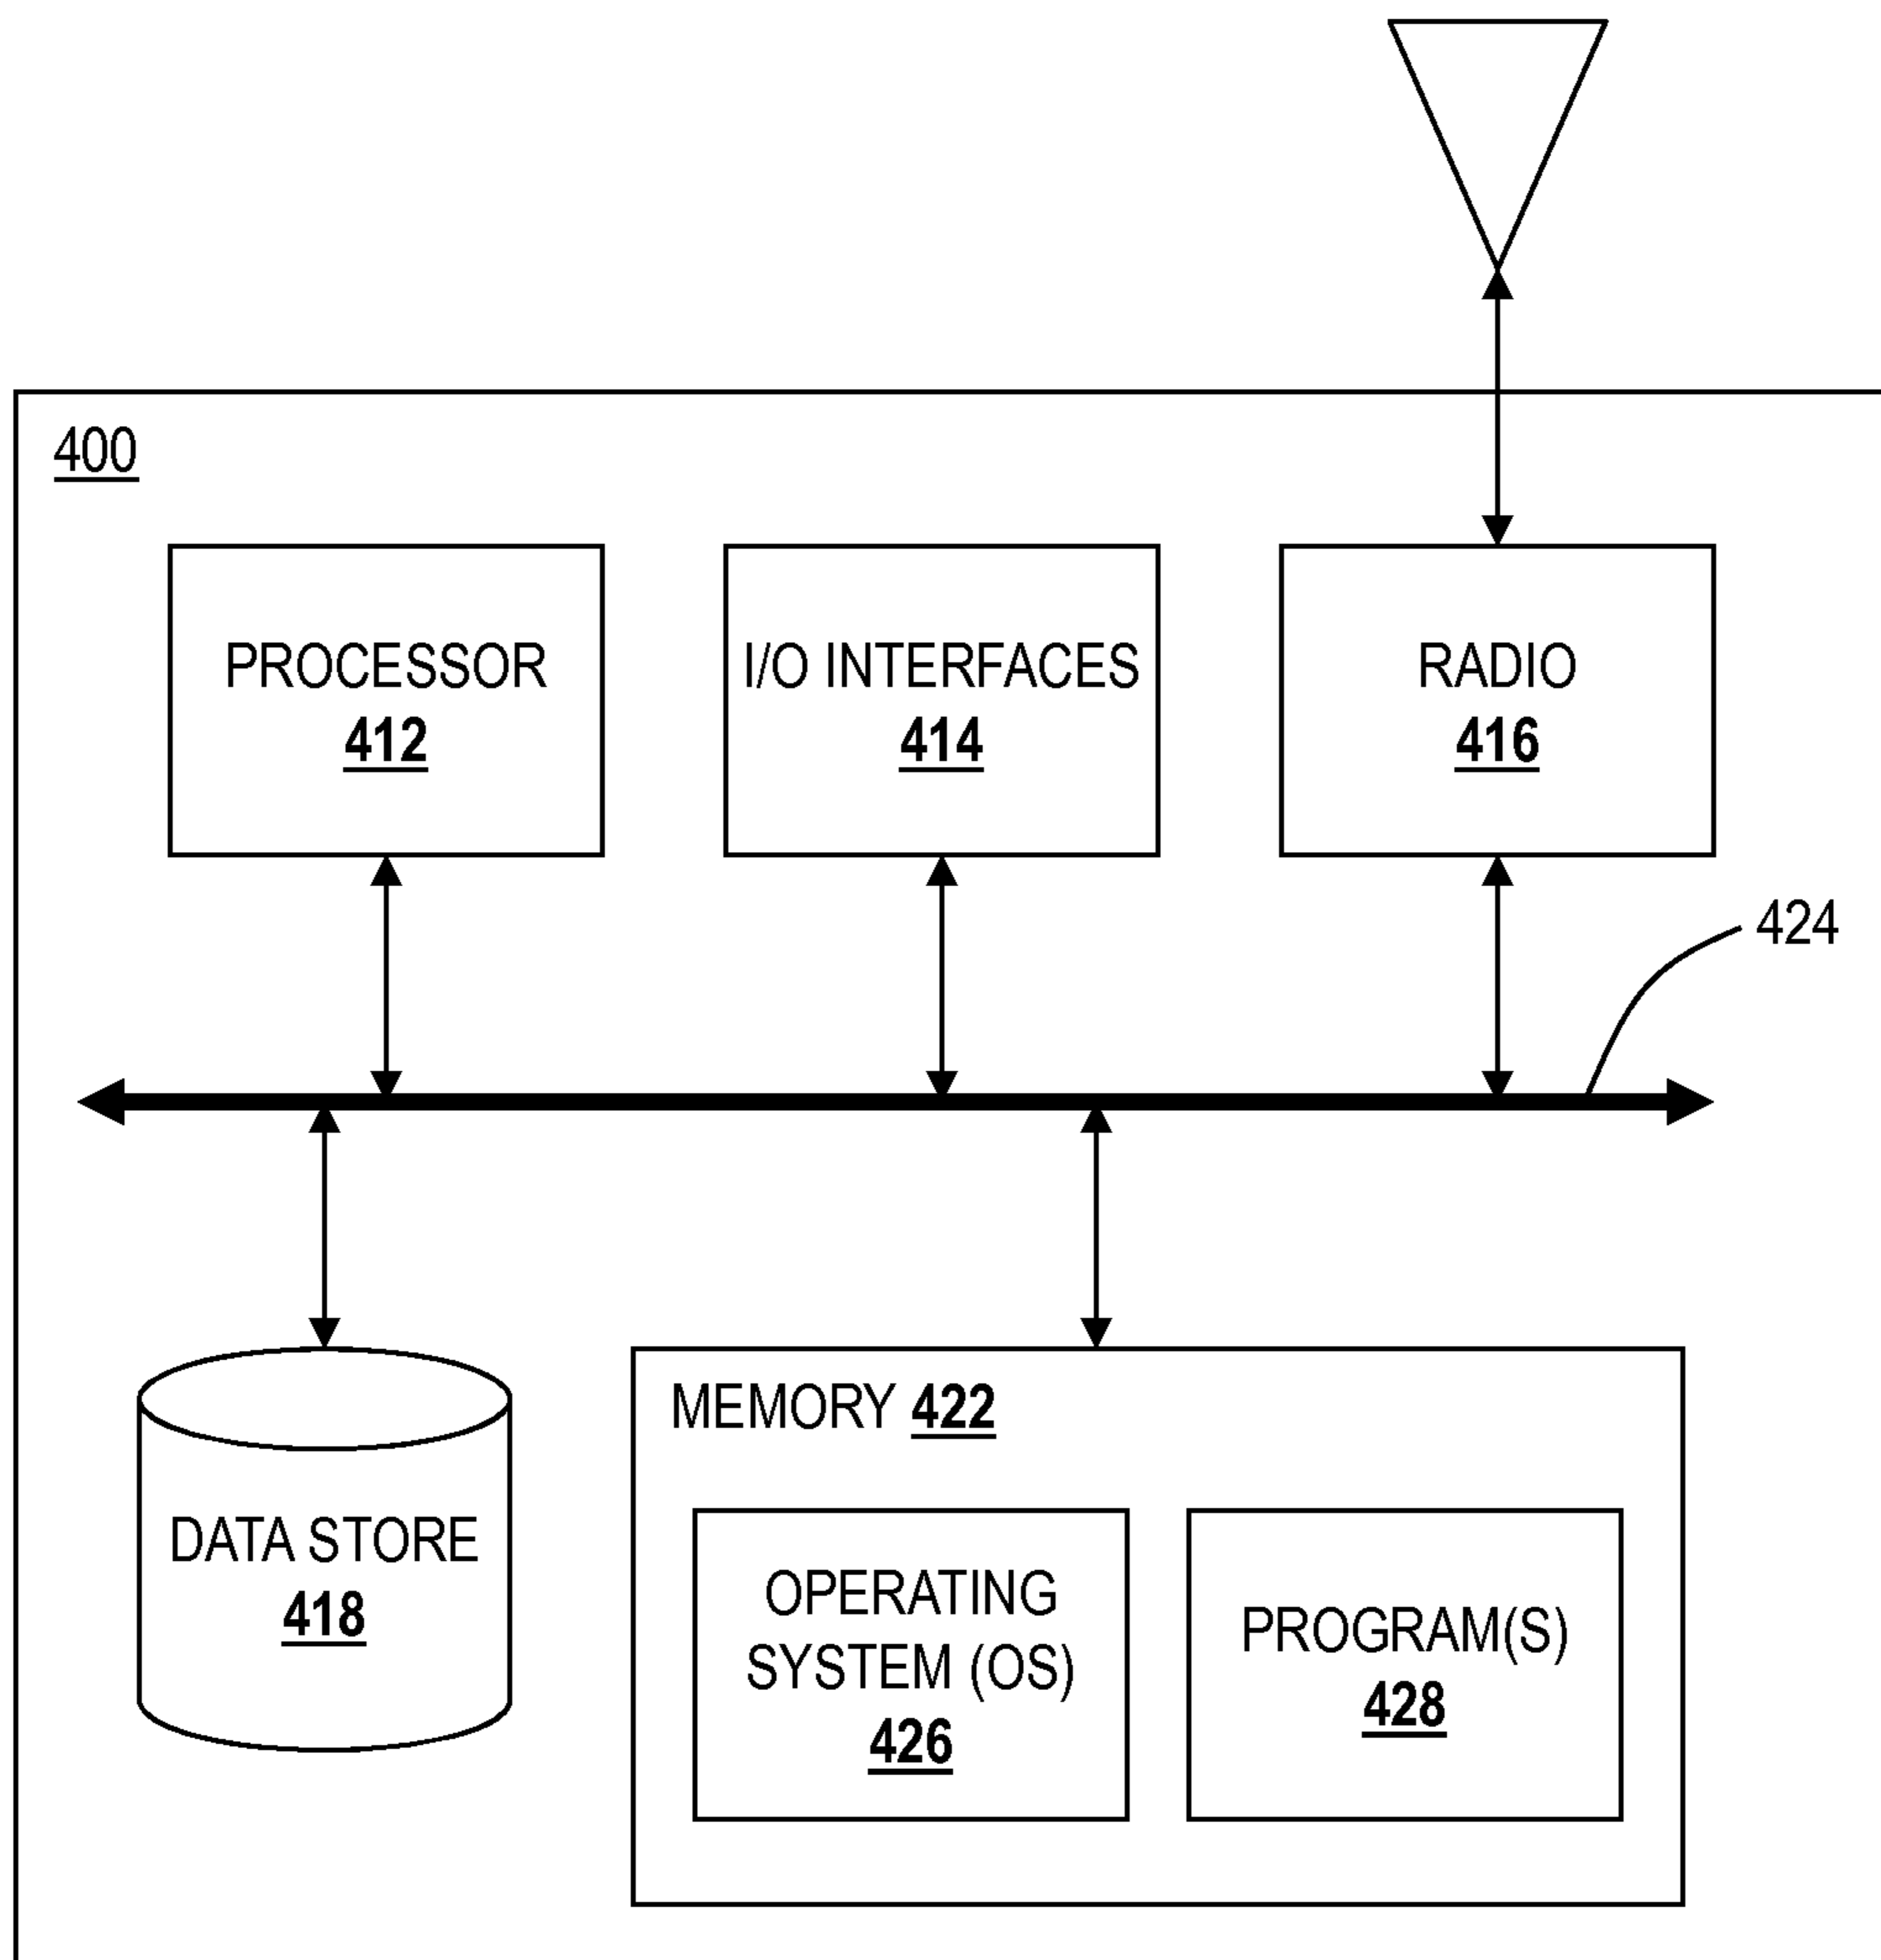 400
PROCESSOR
412
I/O INTERFACES
414
RADIO
416
424
DATA STORE
418
MEMORY 422
OPERATING
SYSTEM (OS)
426
PROGRAM(S)
428